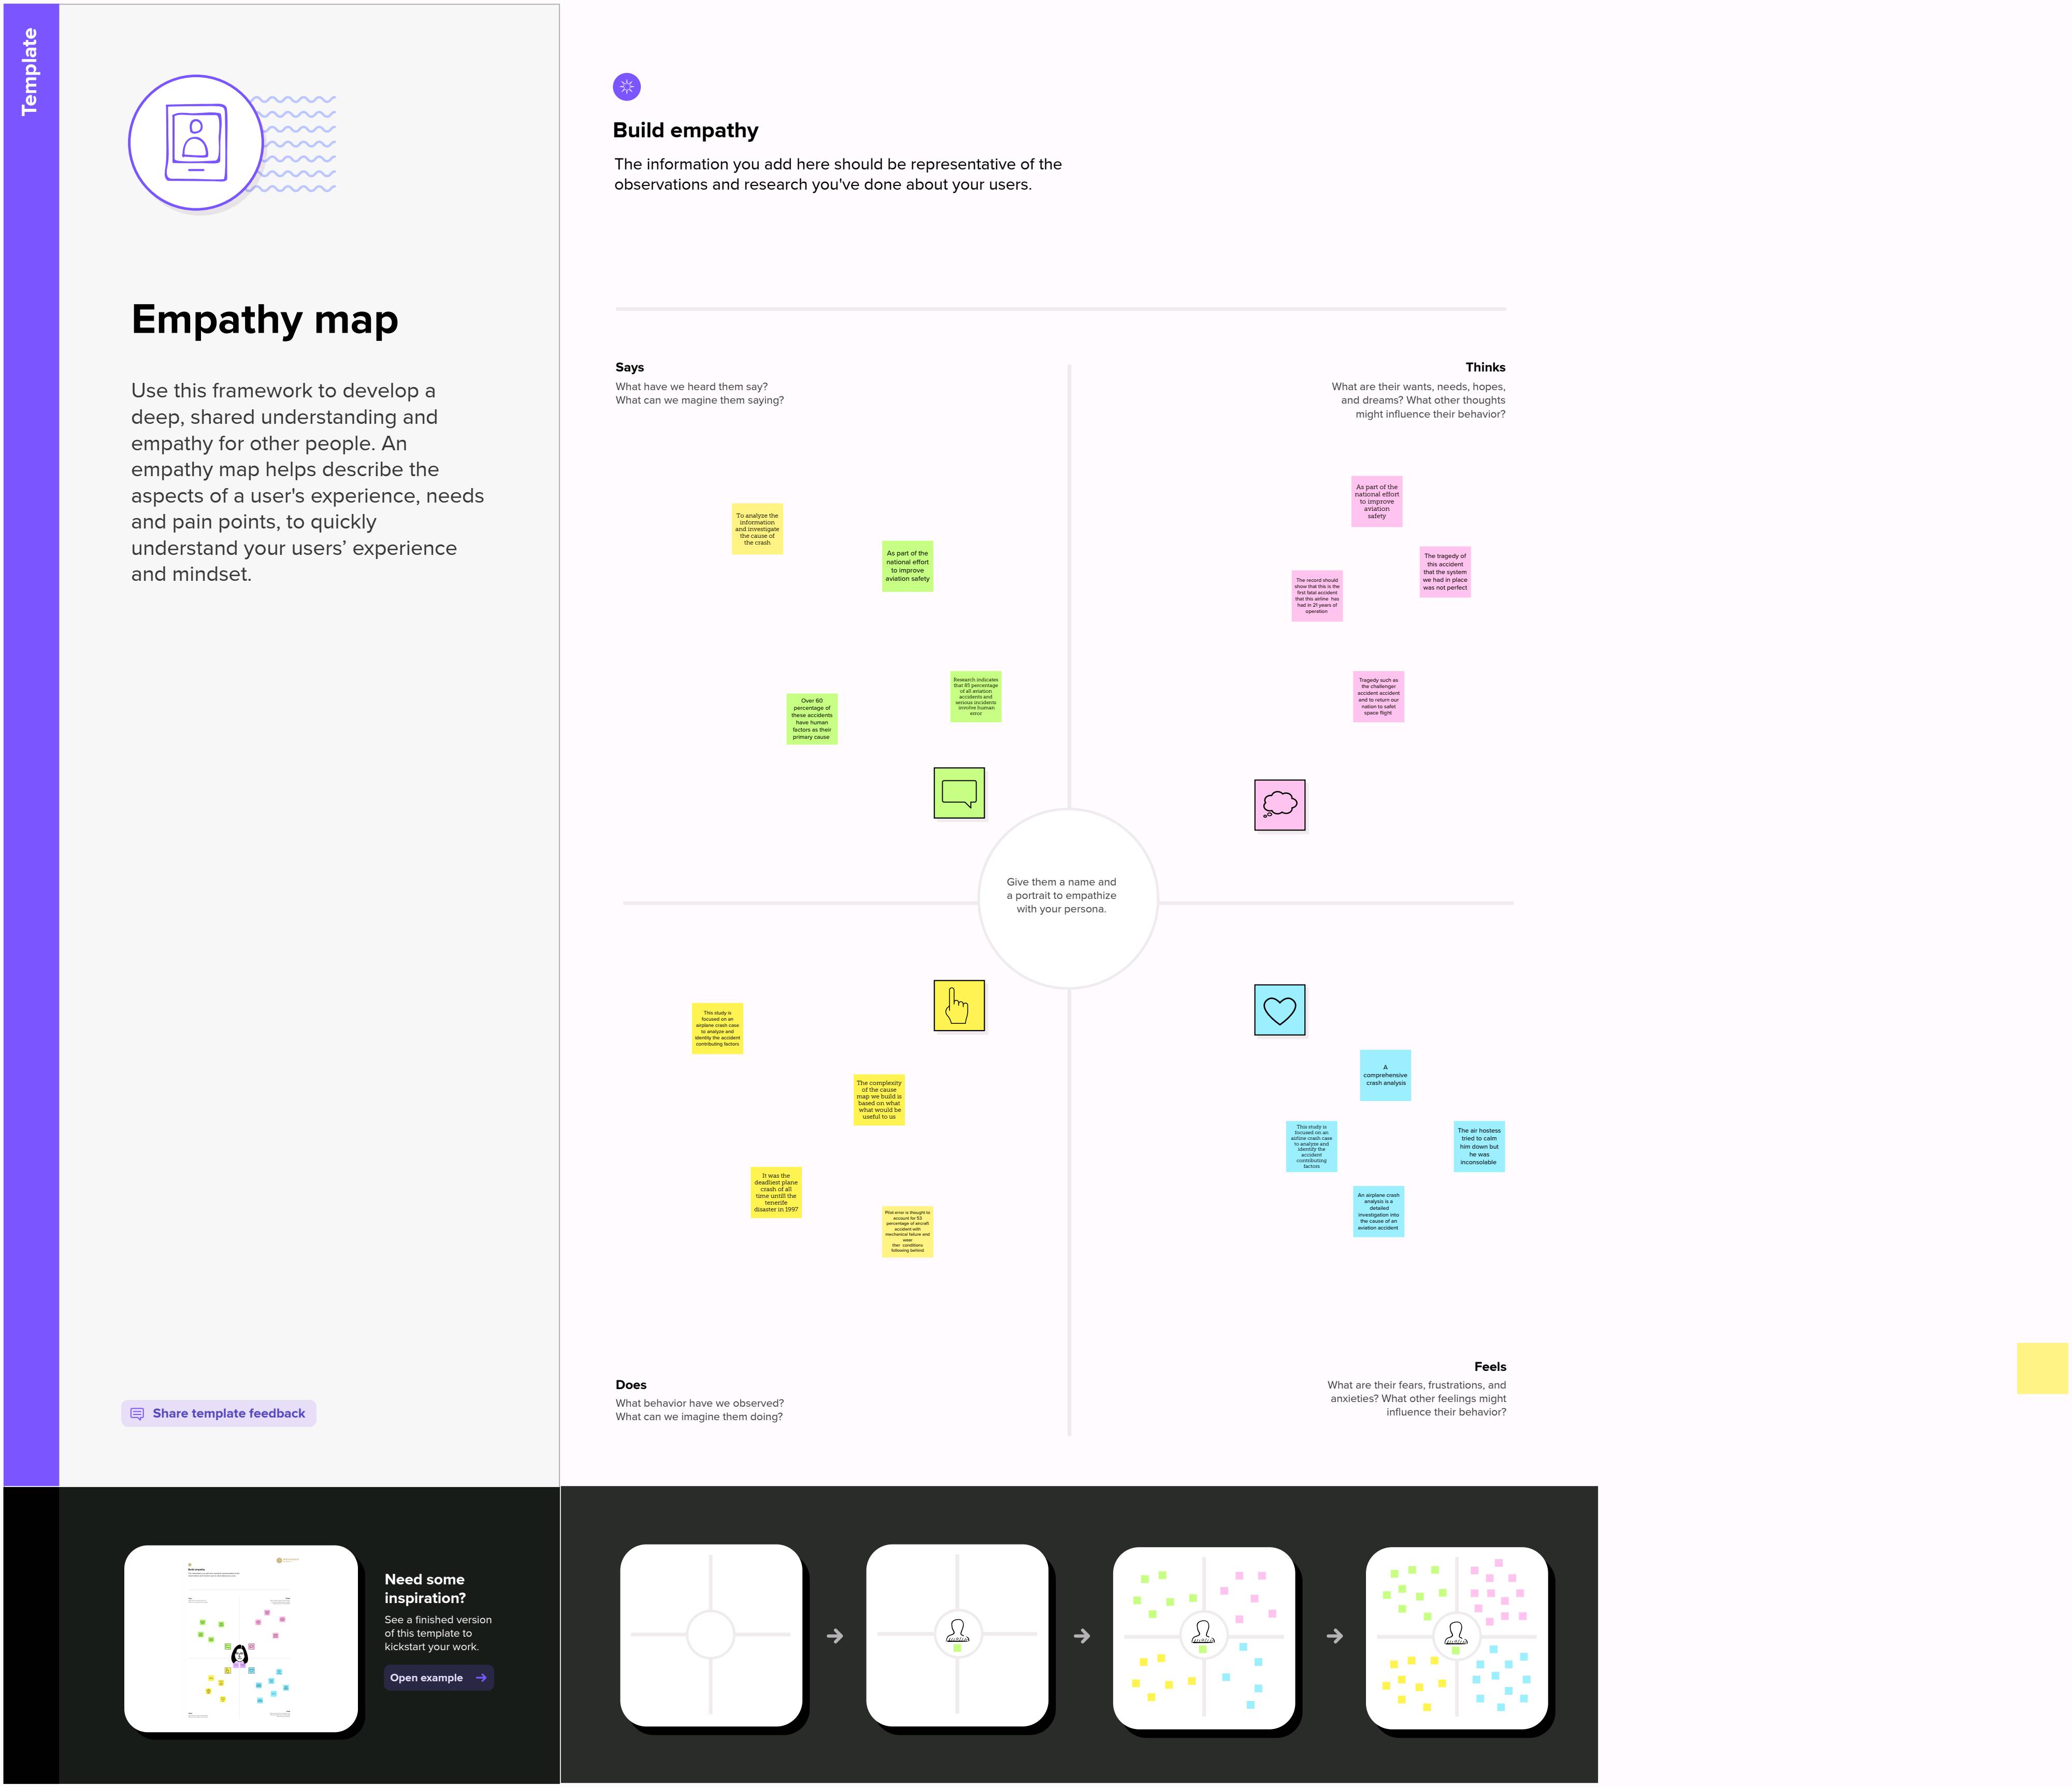 Template
Empathy map
Use this framework to develop a
deep, shared understanding and
empathy for other people. An
empathy map helps describe the
aspects of a user's experience, needs
and pain points, to quickly
understand your users’ experience
and mindset.
Share template feedback
Build empathy
The information you add here should be representative of the
observations and research you've done about your users.
Says
What have we heard them say?
What can we magine them saying?
To analyze the
information
and investigate
the cause of
the crash
As part of the
national effort
to improve
aviation safety
Over 60
percentage of
these accidents
have human
factors as their
primary cause
Research indicates
that 85 percentage
of all aviation
accidents and
serious incidents
involve human
error
Thinks
What are their wants, needs, hopes,
and dreams? What other thoughts
might influence their behavior?
As part of the
national effort
to improve
aviation
safety
The tragedy of
this accident
that the system
we had in place
was not perfect
The record should
show that this is the
first fatal accident
that this airline has
had in 21 years of
operation
Tragedy such as
the challenger
accident accident
and to return our
nation to safet
space flight
Give them a name and
a portrait to empathize
with your persona.
This study is
focused on an
airplane crash case
to analyze and
identity the accident
contributing factors
The complexity
of the cause
map we build is
based on what
what would be
useful to us
It was the
deadliest plane
crash of all
time untill the
tenerife
disaster in 1997
Pilot error is thought to
account for 53
percentage of aircraft
accident with
mechanical failure and
wear
ther conditions
following behind
Does
What behavior have we observed?
What can we imagine them doing?
A
comprehensive
crash analysis
This study is
focused on an
airline crash case
to analyze and
identify the
accident
contributing
factors
The air hostess
tried to calm
him down but
he was
inconsolable
An airplane crash
analysis is a
detailed
investigation into
the cause of an
aviation accident
Feels
What are their fears, frustrations, and
anxieties? What other feelings might
influence their behavior?
Build empathy
Need some
inspiration?
See a finished version
of this template to
kickstart your work.
Open example